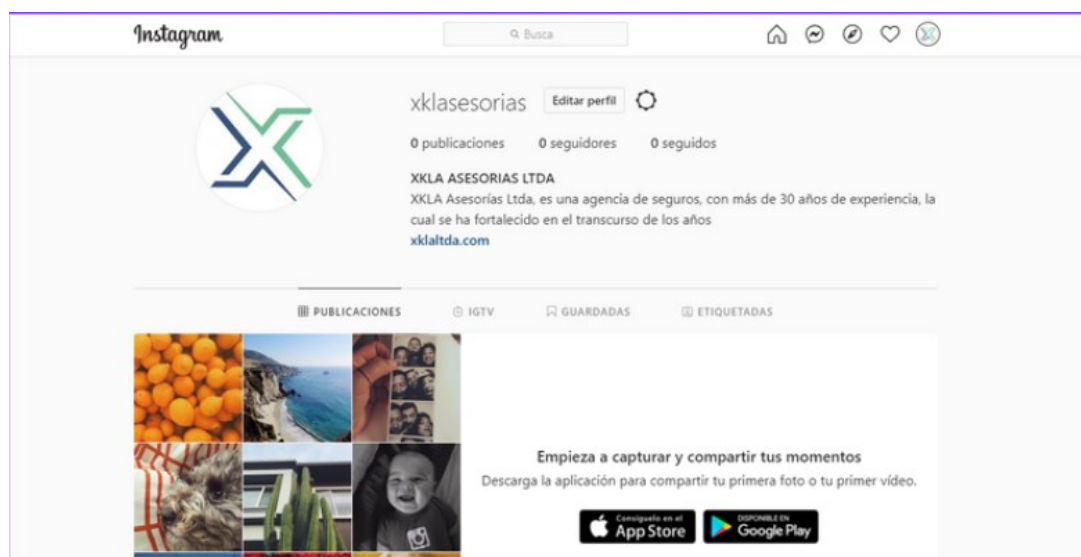 Instagram
Busca
xklasesorias Editar perfil
0 publicaciones 0 seguidores 0 seguidos
XKLA ASESORIAS LTDA
XKLA Asesorías Ltda, es una agencia de seguros, con más de 30 años de experiencia, la
cual se ha fortalecido en el transcurso de los años
xklaltda.com
PUBLICACIONES IGTV GUARDADAS ETIQUETADAS
Empieza a capturar y compartir tus momentos
Descarga la aplicación para compartir tu primera foto o tu primer vídeo.
Consíguelo en el DISPONIBLE EN
App Store Google Play